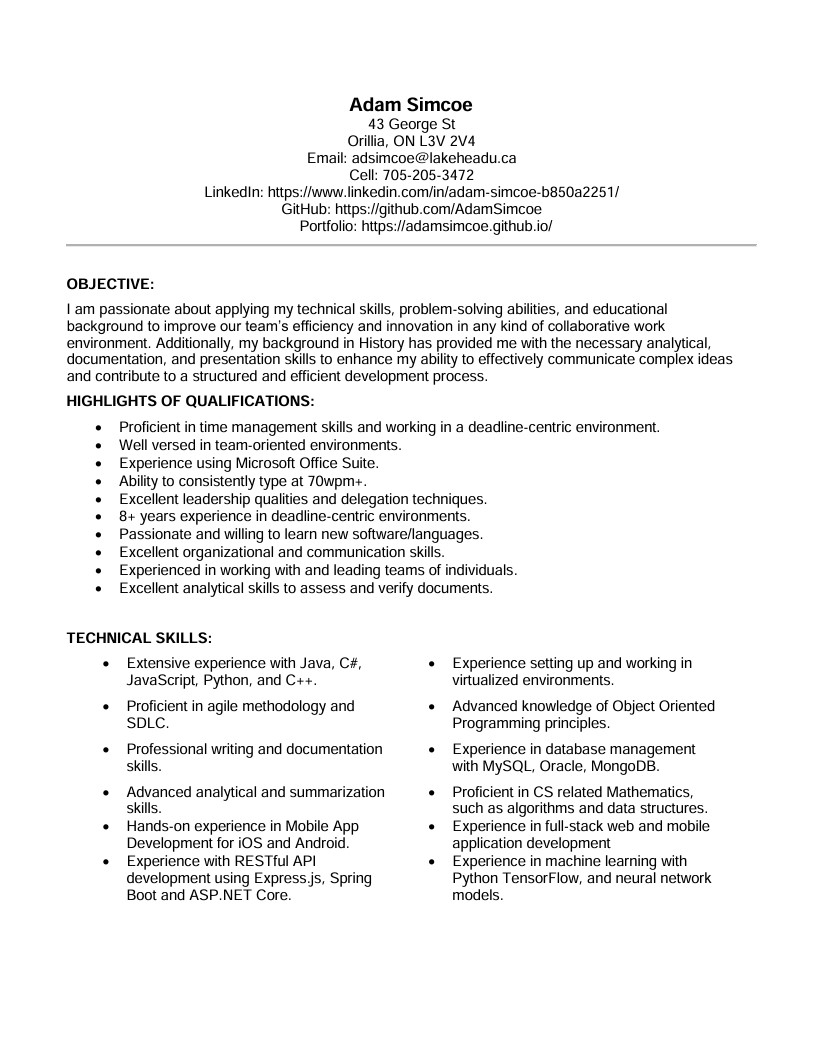 Adam Simcoe
43 George St
Orillia, ON L3V 2V4
Email: adsimcoe@lakeheadu.ca
Cell: 705-205-3472
LinkedIn: https://www.linkedin.com/in/adam-simcoe-b850a2251/
GitHub: https://github.com/AdamSimcoe
Portfolio: https://adamsimcoe.github.io/
OBJECTIVE:
I am passionate about applying my technical skills, problem-solving abilities, and educational
background to improve our team's efficiency and innovation in any kind of collaborative work
environment. Additionally, my background in History has provided me with the necessary analytical,
documentation, and presentation skills to enhance my ability to effectively communicate complex ideas
and contribute to a structured and efficient development process.
HIGHLIGHTS OF QUALIFICATIONS:
• Proficient in time management skills and working in a deadline-centric environment.
• Well versed in team-oriented environments.
• Experience using Microsoft Office Suite.
• Ability to consistently type at 70wpm+.
• Excellent leadership qualities and delegation techniques.
• 8+ years experience in deadline-centric environments.
• Passionate and willing to learn new software/languages.
• Excellent organizational and communication skills.
• Experienced in working with and leading teams of individuals.
• Excellent analytical skills to assess and verify documents.
TECHNICAL SKILLS:
• Extensive experience with Java, C#,
JavaScript, Python, and C++.
• Proficient in agile methodology and
SDLC.
• Professional writing and documentation
skills.
• Advanced analytical and summarization
skills.
• Hands-on experience in Mobile App
Development for iOS and Android.
• Experience with RESTful API
development using Express.js, Spring
Boot and ASP.NET Core.
• Experience setting up and working in
virtualized environments.
• Advanced knowledge of Object Oriented
Programming principles.
• Experience in database management
with MySQL, Oracle, MongoDB.
• Proficient in CS related Mathematics,
such as algorithms and data structures.
• Experience in full-stack web and mobile
application development
• Experience in machine learning with
Python TensorFlow, and neural network
models.